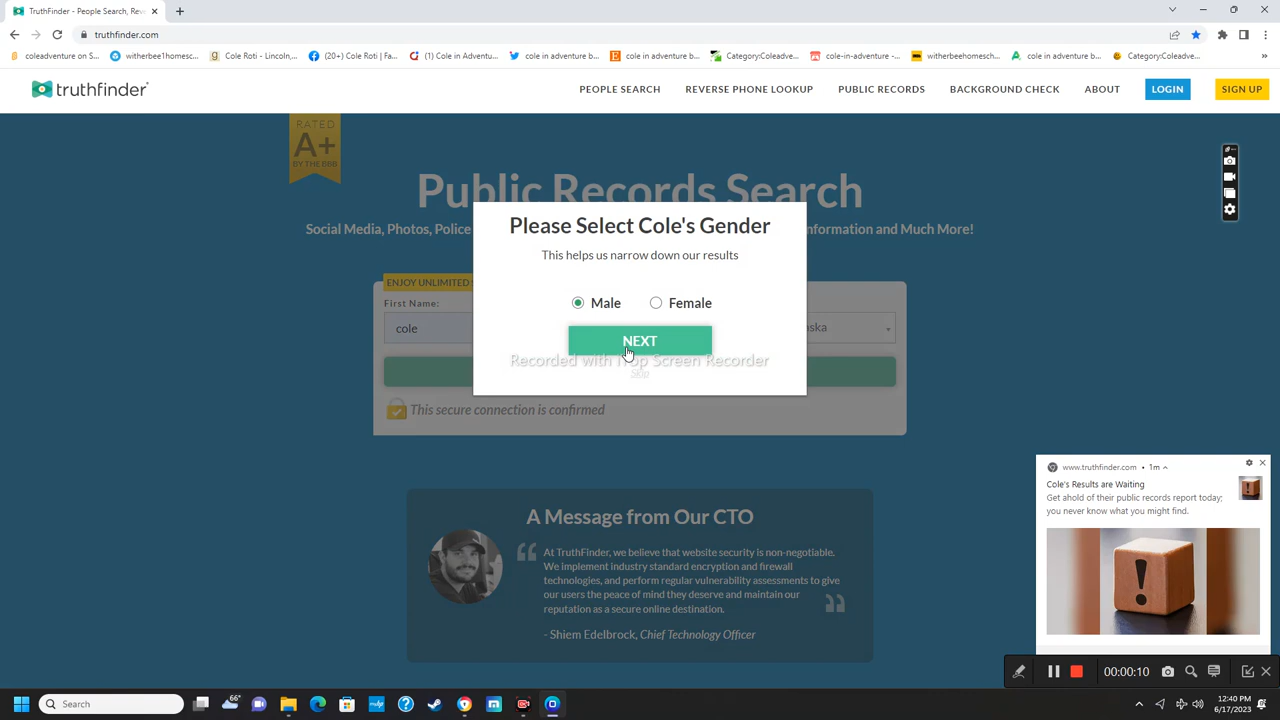 TruthFinder - People Search, Rev
truthfinder.com
coleadventure on S
witherbee1homesc
Cole Roti - Lincoln,
(20+) Cole Roti | Fa
(1) Cole in Adventu
cole in adventure b
cole in adventure b
Category:Coleadve
cole-in-adventure -
witherbeehomesch
cole in adventure b
Category:Coleadve
truthfinder
PEOPLE SEARCH
REVERSE PHONE LOOKUP
PUBLIC RECORDS
BACKGROUND CHECK
ABOUT
LOGIN
SIGN UP
RATED
A+
BY THE BBB
Public Records Search
Social Media, Photos, Police
nformation and Much More!
Please Select Cole's Gender
This helps us narrow down our results
Male
Female
NEXT
Recorded with iTop Screen Recorder
Skip
ENJOY UNLIMITED
First Name:
cole
ska
This secure connection is confirmed
A Message from Our CTO
At TruthFinder, we believe that website security is non-negotiable.
We implement industry standard encryption and firewall
technologies, and perform regular vulnerability assessments to give
our users the peace of mind they deserve and maintain our
reputation as a secure online destination.
- Shiem Edelbrock, Chief Technology Officer
www.truthfinder.com • 1m
Cole's Results are Waiting
Get ahold of their public records report today;
you never know what you might find.
00:00:10
Search
66°
12:40 PM
6/17/2023